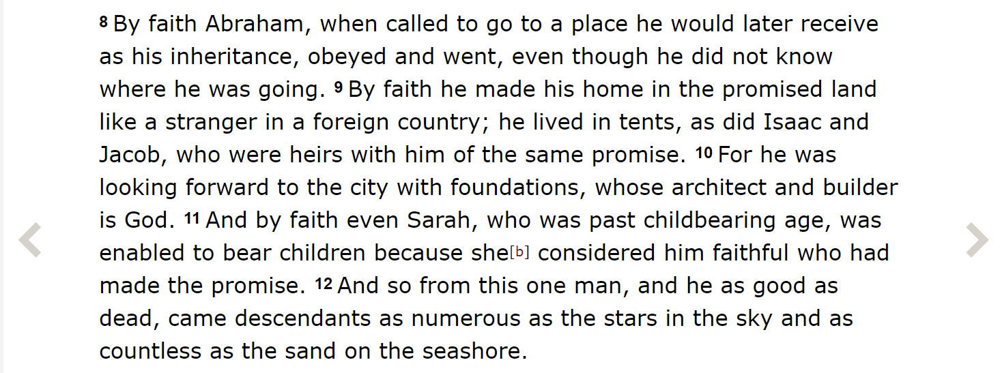 8 By faith Abraham, when called to go to a place he would later receive
as his inheritance, obeyed and went, even though he did not know
where he was going. 9 By faith he made his home in the promised land
like a stranger in a foreign country; he lived in tents, as did Isaac and
Jacob, who were heirs with him of the same promise. 10 For he was
looking forward to the city with foundations, whose architect and builder
is God. 11 And by faith even Sarah, who was past childbearing age, was
enabled to bear children because she[b] considered him faithful who had
made the promise. 12 And so from this one man, and he as good as
dead, came descendants as numerous as the stars in the sky and as
countless as the sand on the seashore.